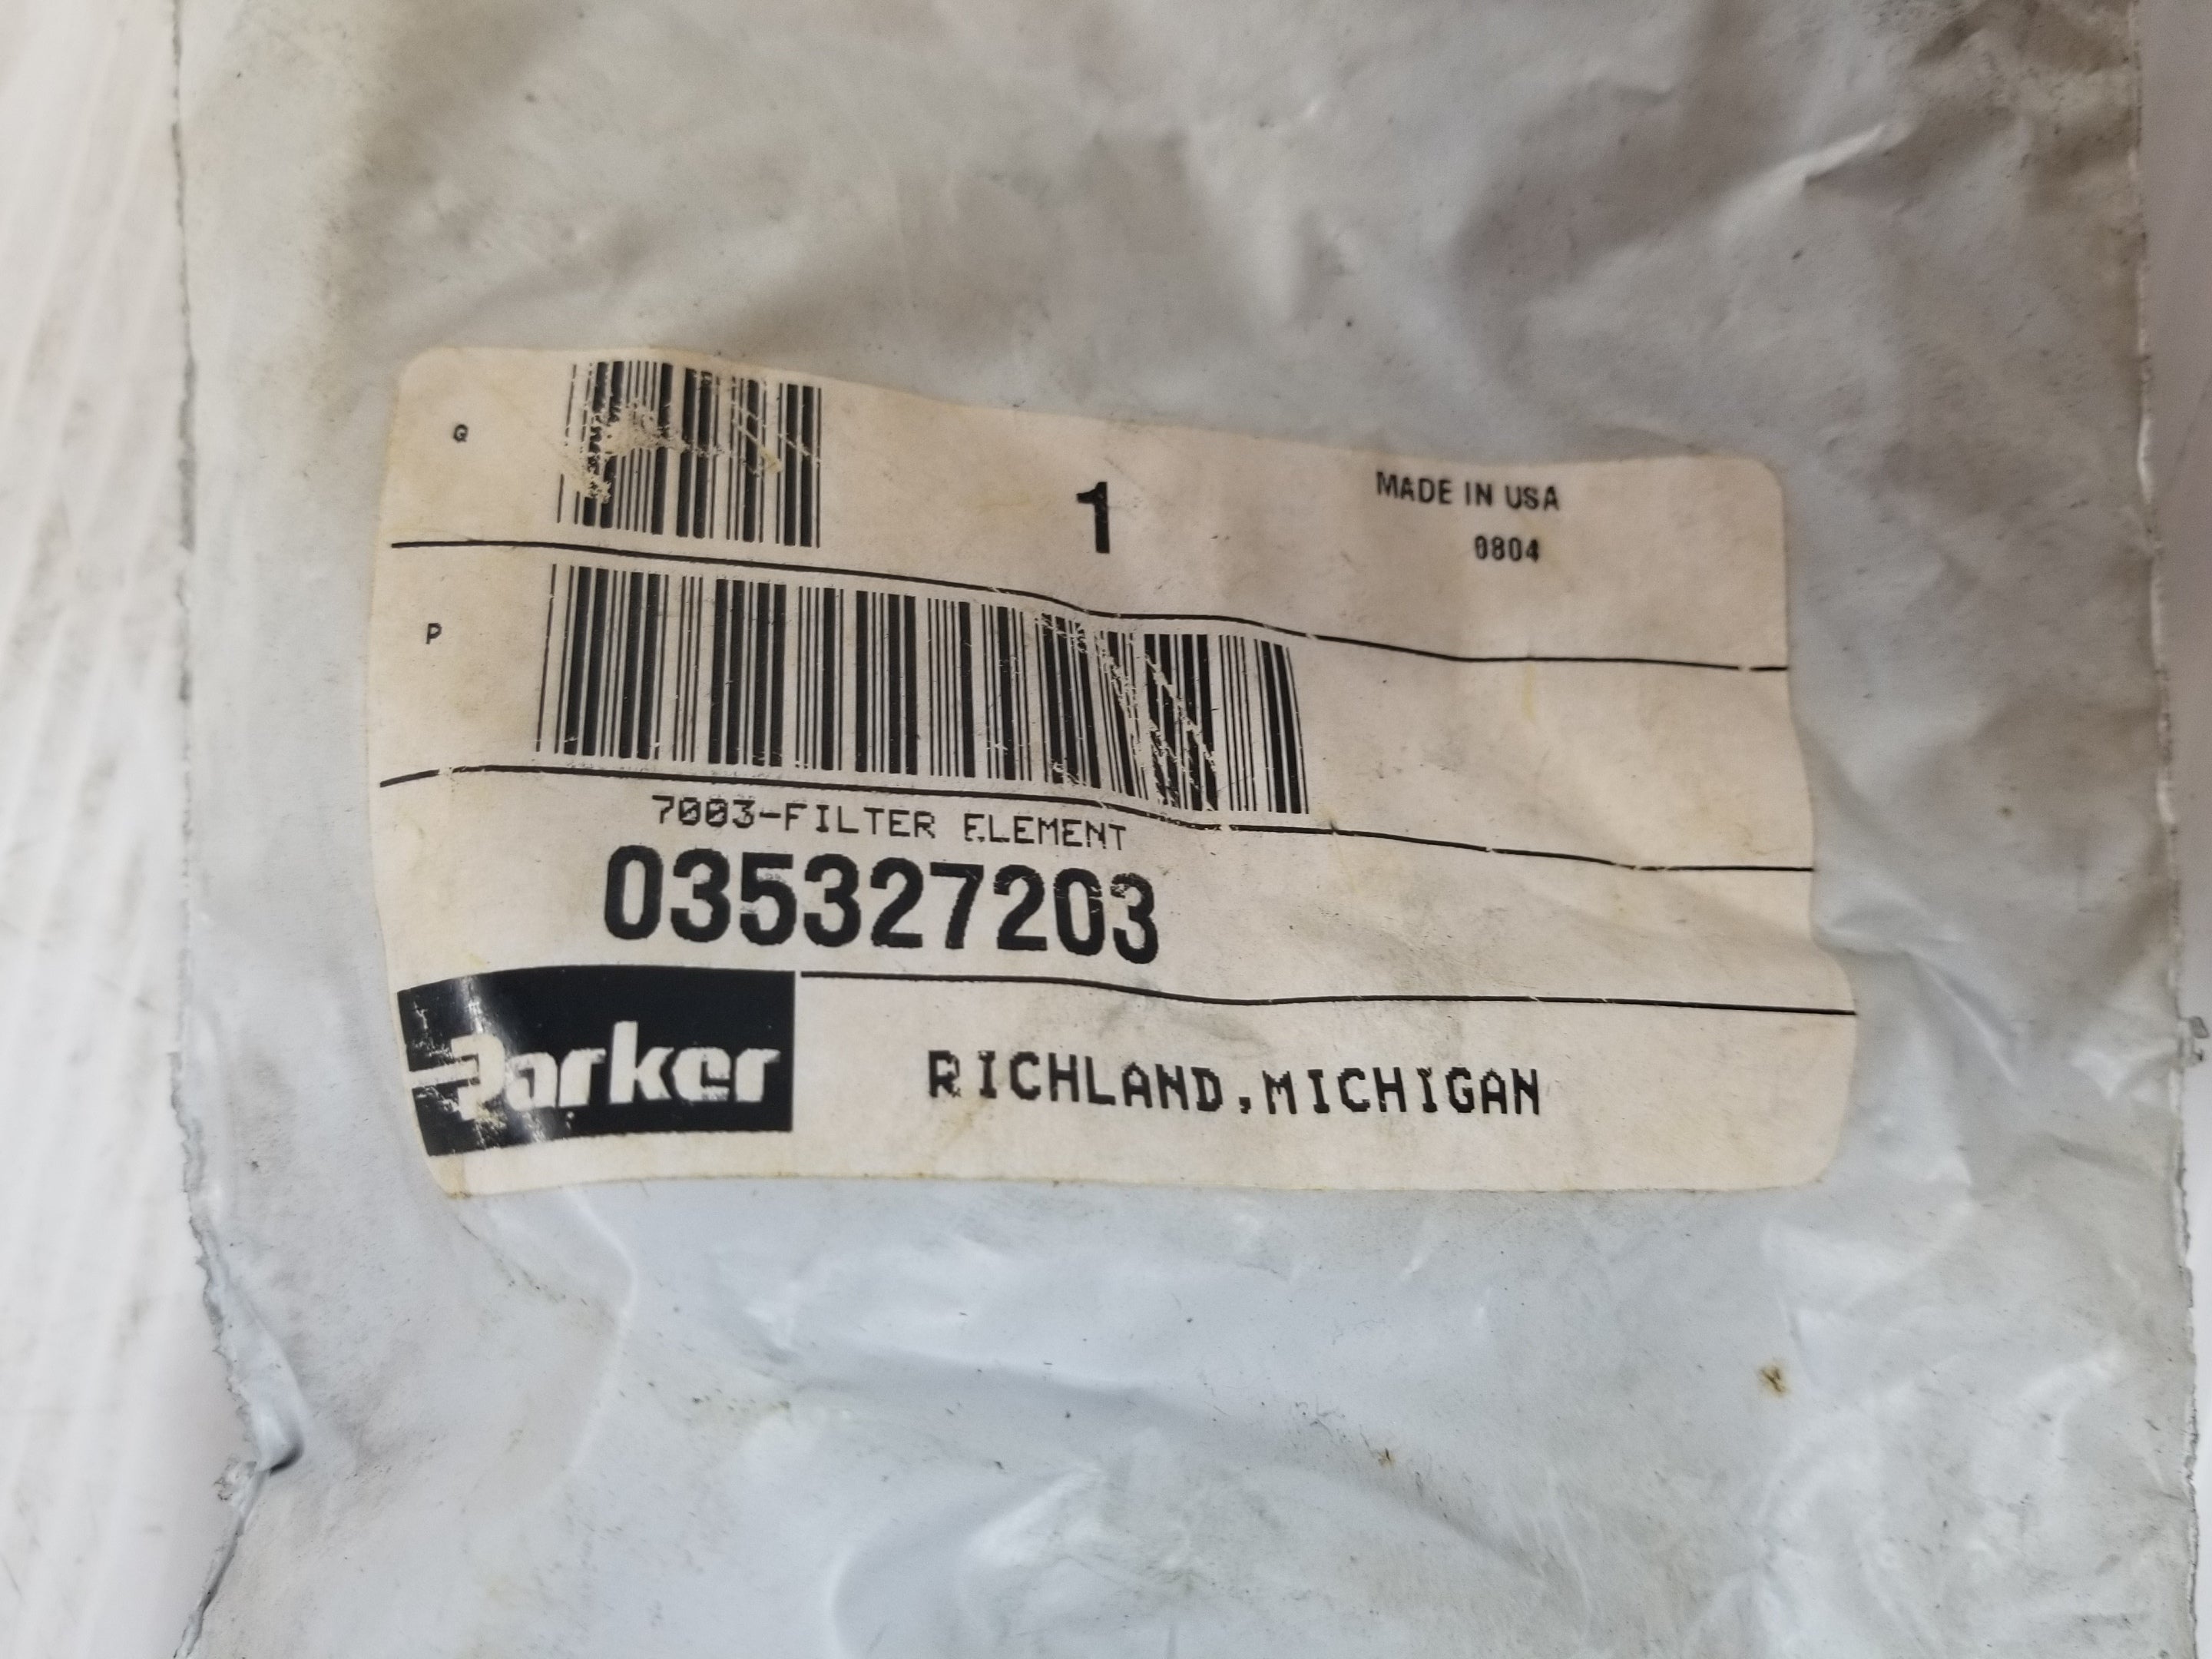 Q
1
MADE IN USA
0804
P
7003-FILTER ELEMENT
035327203
Parker
RICHLAND,MICHIGAN